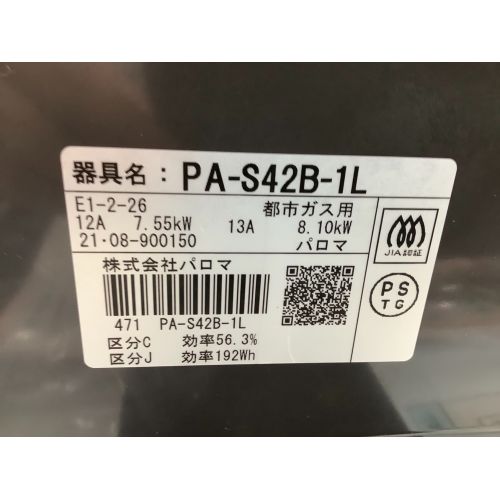 器具名： PA-S42B-1L
E1-2-26 都市ガス用
12A 7.55kW 13A 8.10kW
21・08-900150 パロマ
株式会社パロマ
471 PA-S42B-1L
区分C 効率56.3%
区分J 効率192Wh
JIA認証
PS
TG